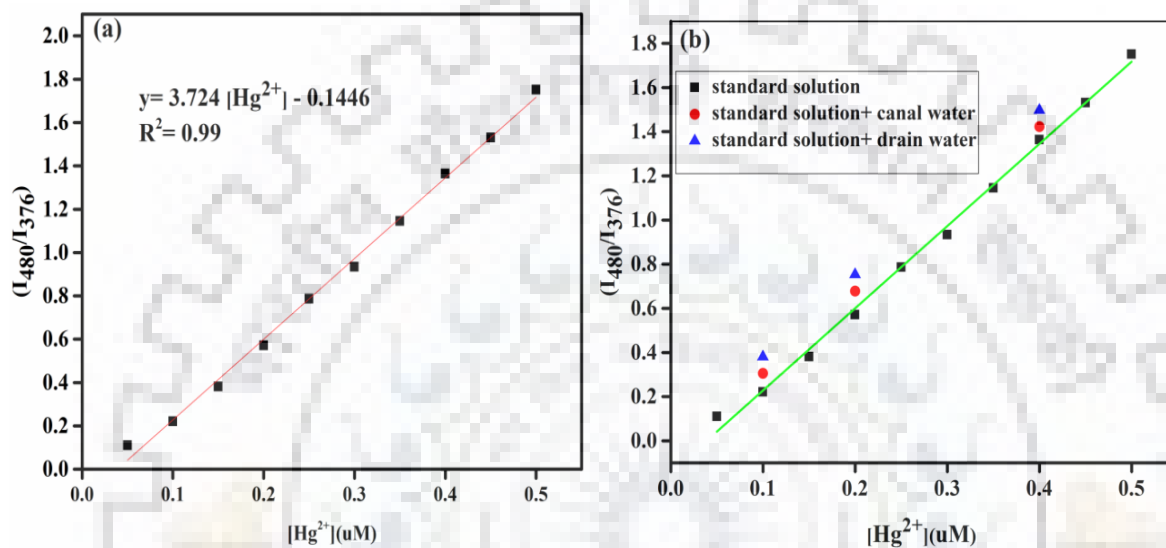 (a)
y= 3.724 [Hg²⁺] - 0.1446
R²= 0.99
(I₄₈₀/I₃₇₆)
2.0
1.8
1.6
1.4
1.2
1.0
0.8
0.6
0.4
0.2
0.0
0.0 0.1 0.2 0.3 0.4 0.5
[Hg²⁺](uM)
(b)
standard solution
standard solution+ canal water
standard solution+ drain water
(I₄₈₀/I₃₇₆)
1.8
1.6
1.4
1.2
1.0
0.8
0.6
0.4
0.2
0.0
0.0 0.1 0.2 0.3 0.4 0.5
[Hg²⁺](uM)